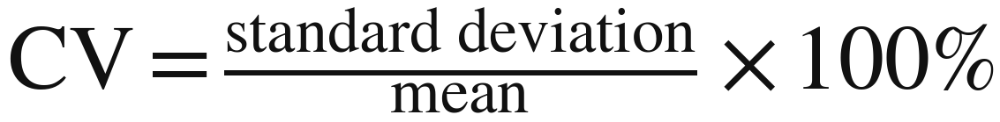 CV = standard deviation / mean × 100%